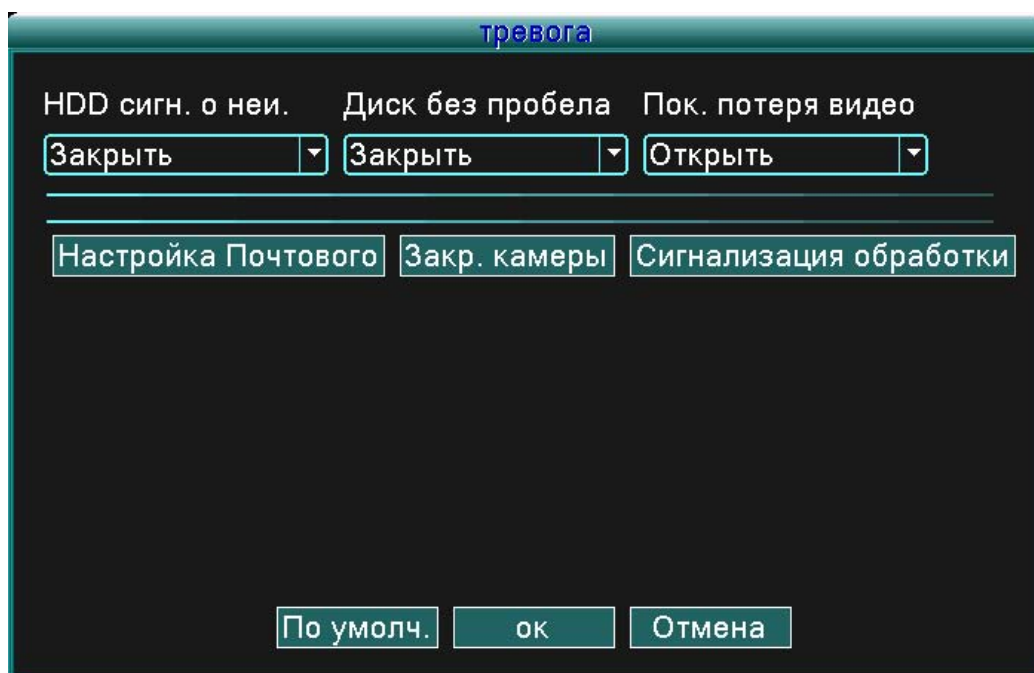 тревога
HDD сигн. о неи. Диск без пробела Пок. потеря видео
Закрыть Закрыть Открыть
Настройка Почтового Закр. камеры Сигнализация обработки
По умолч. ок Отмена